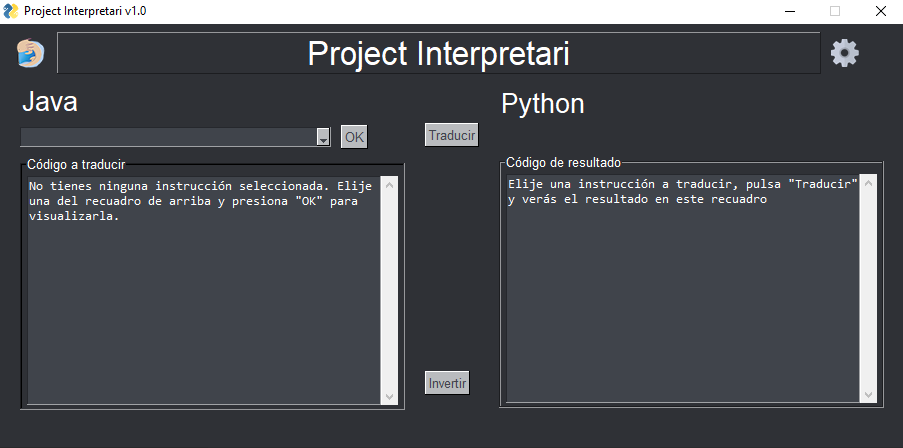 Project Interpretari v1.0
Project Interpretari
Java
Python
OK
Traducir
Código a traducir
No tienes ninguna instrucción seleccionada. Elije
una del recuadro de arriba y presiona "OK" para
visualizarla.
Código de resultado
Elije una instrucción a traducir, pulsa "Traducir"
y verás el resultado en este recuadro
Invertir